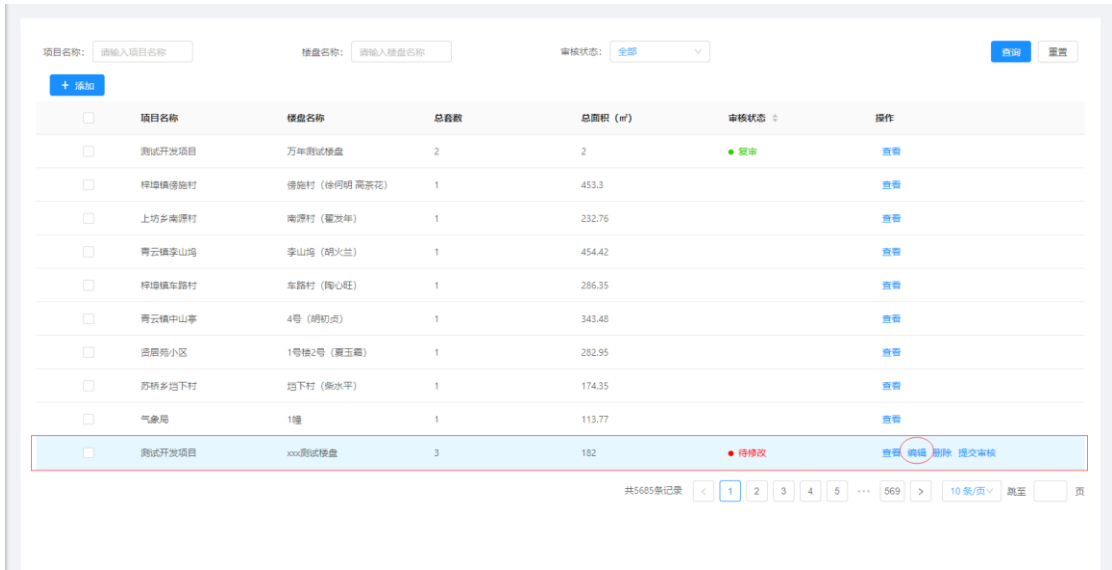 项目名称： 请输入项目名称 楼盘名称： 请输入楼盘名称 审核状态： 全部 查询 重置
+ 添加
项目名称 楼盘名称 总套数 总面积（㎡） 审核状态 操作
测试开发项目 万年测试楼盘 2 2 复审 查看
梓埠镇傍施村 傍施村（徐何明 高茶花） 1 453.3 查看
上坊乡南源村 南源村（翟发年） 1 232.76 查看
青云镇李山坞 李山坞（胡火兰） 1 454.42 查看
梓埠镇车路村 车路村（陶心旺） 1 286.35 查看
青云镇中山亭 4号（胡初贞） 1 343.48 查看
贤居苑小区 1号楼2号（夏玉霜） 1 282.95 查看
苏桥乡垱下村 垱下村（柴水平） 1 174.35 查看
气象局 1幢 1 113.77 查看
测试开发项目 xxx测试楼盘 3 182 待修改 查看 编辑 删除 提交审核
共5685条记录 < 1 2 3 4 5 ··· 569 > 10 条/页 跳至 页